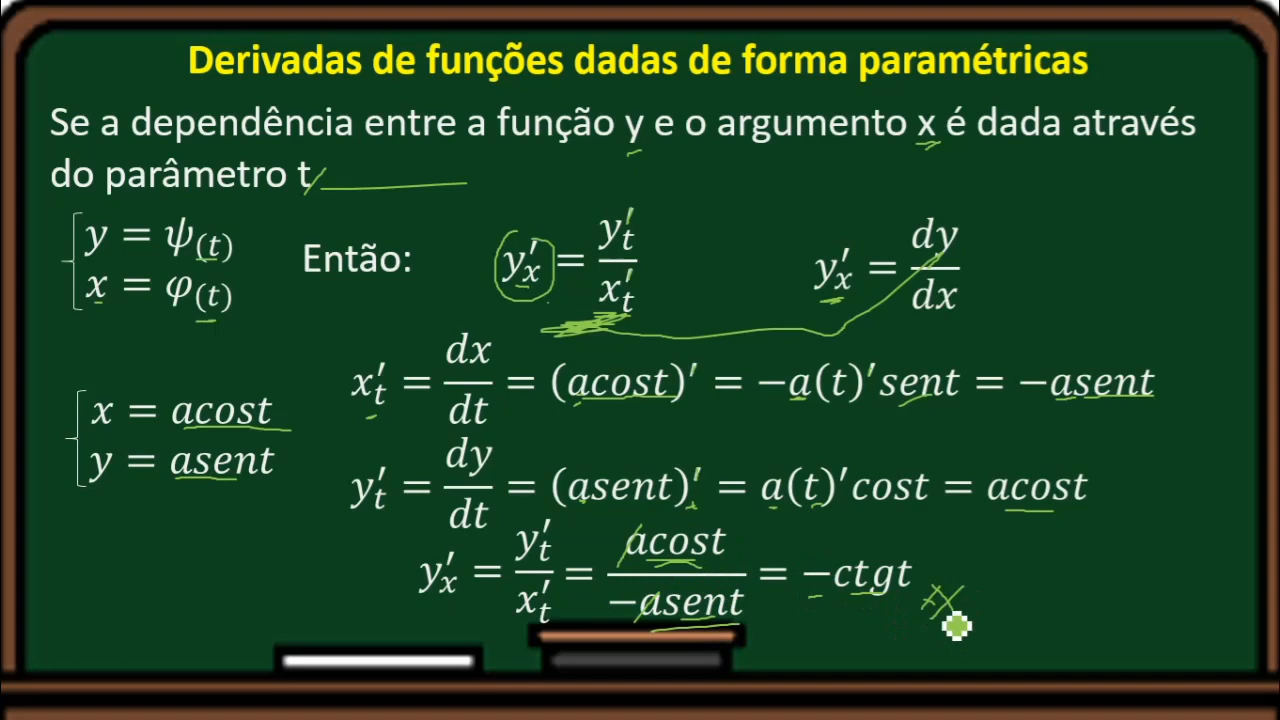 Derivadas de funções dadas de forma paramétricas
Se a dependência entre a função y e o argumento x é dada através
do parâmetro t
y = ψ(t)
x = φ(t)
Então:
y′ₓ = y′ₜ / x′ₜ
y′ₓ = dy/dx
x = acost
y = asent
x′ₜ = dx/dt = (acost)′ = −a(t)′sent = −asent
y′ₜ = dy/dt = (asent)′ = a(t)′cost = acost
y′ₓ = y′ₜ / x′ₜ = acost / −asent = −ctgt